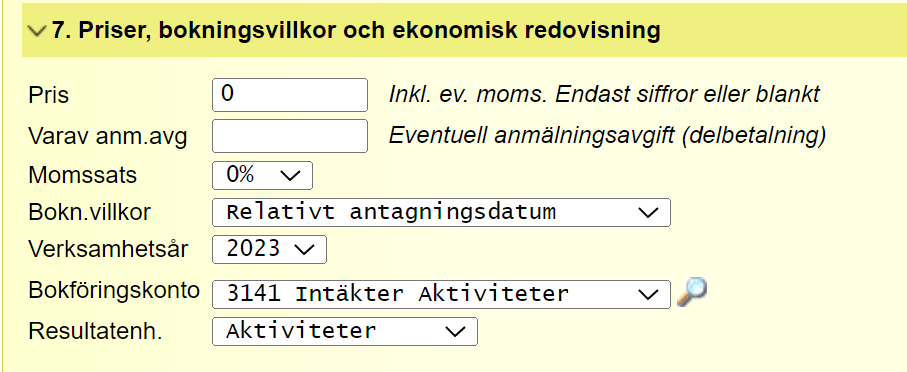 7. Priser, bokningsvillkor och ekonomisk redovisning
Pris 0 Inkl. ev. moms. Endast siffror eller blankt
Varav anm.avg Eventuell anmälningsavgift (delbetalning)
Momssats 0%
Bokn.villkor Relativt antagningsdatum
Verksamhetsår 2023
Bokföringskonto 3141 Intäkter Aktiviteter
Resultatenh. Aktiviteter